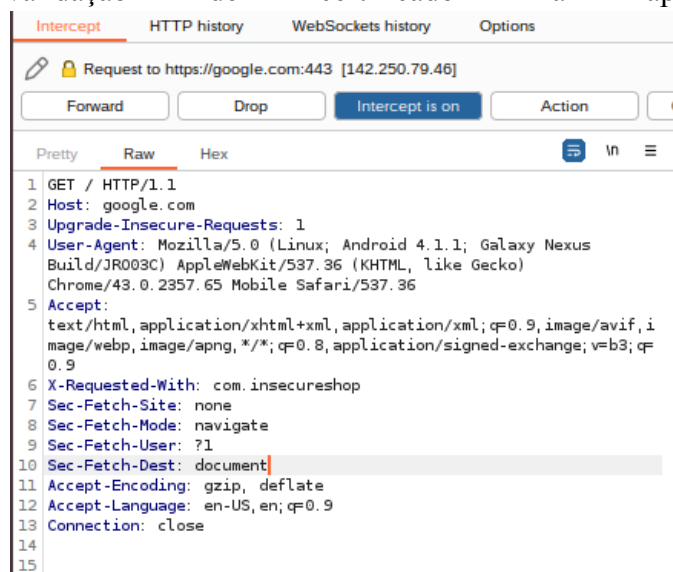 Intercept HTTP history WebSockets history Options
Request to https://google.com:443 [142.250.79.46]
Forward Drop Intercept is on Action
Pretty Raw Hex \n
1 GET / HTTP/1.1
2 Host: google.com
3 Upgrade-Insecure-Requests: 1
4 User-Agent: Mozilla/5.0 (Linux; Android 4.1.1; Galaxy Nexus
Build/JRO03C) AppleWebKit/537.36 (KHTML, like Gecko)
Chrome/43.0.2357.65 Mobile Safari/537.36
5 Accept:
text/html,application/xhtml+xml,application/xml;q=0.9,image/avif,i
mage/webp,image/apng,*/*;q=0.8,application/signed-exchange;v=b3;q=
0.9
6 X-Requested-With: com.insecureshop
7 Sec-Fetch-Site: none
8 Sec-Fetch-Mode: navigate
9 Sec-Fetch-User: ?1
10 Sec-Fetch-Dest: document
11 Accept-Encoding: gzip, deflate
12 Accept-Language: en-US,en;q=0.9
13 Connection: close
14
15